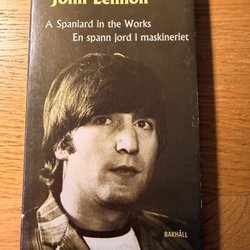 John Lennon
A Spaniard in the Works
En spann jord i maskineriet
BAKHÅLL